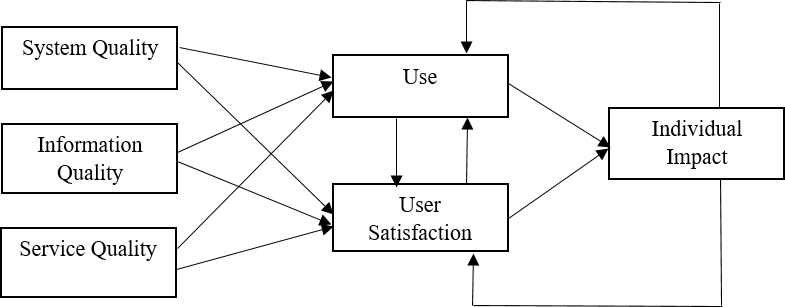 System Quality
Information
Quality
Service Quality
Use
User
Satisfaction
Individual
Impact